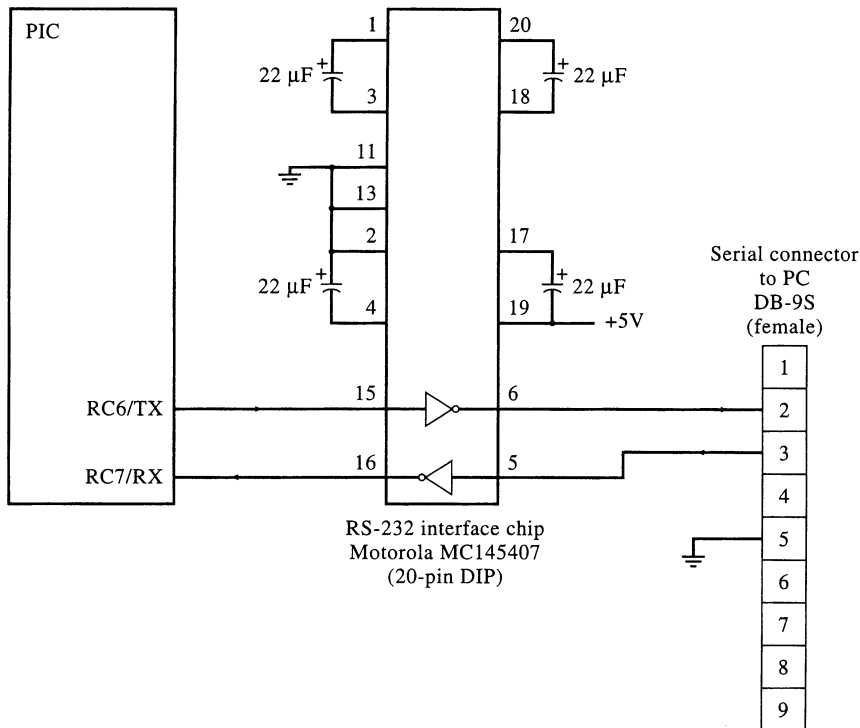 PIC
1
20
22 µF
+
+
22 µF
3
18
11
13
2
17
22 µF
+
+
22 µF
4
19
+5V
Serial connector
to PC
DB-9S
(female)
1
2
3
4
5
6
7
8
9
RC6/TX
15
6
RC7/RX
16
5
RS-232 interface chip
Motorola MC145407
(20-pin DIP)